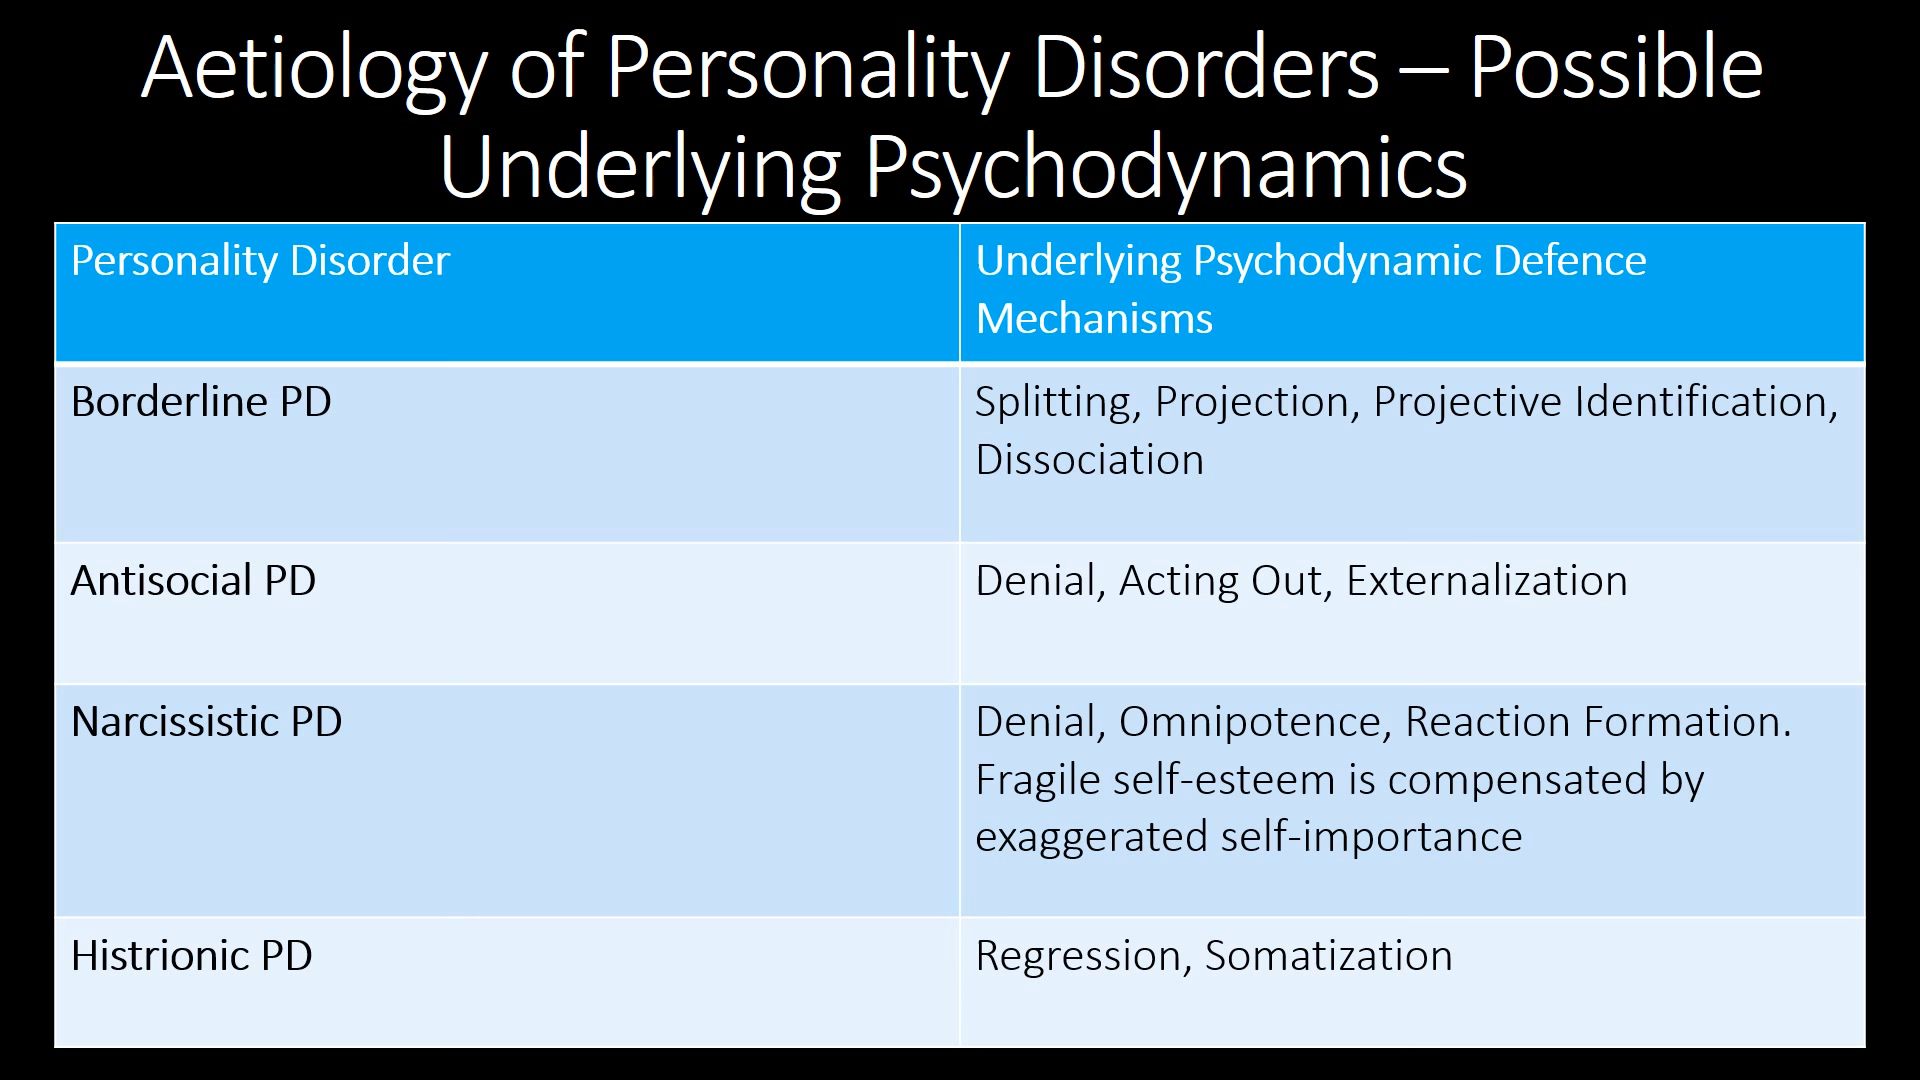 Aetiology of Personality Disorders – Possible
Underlying Psychodynamics
Personality Disorder
Underlying Psychodynamic Defence
Mechanisms
Borderline PD
Splitting, Projection, Projective Identification,
Dissociation
Antisocial PD
Denial, Acting Out, Externalization
Narcissistic PD
Denial, Omnipotence, Reaction Formation.
Fragile self-esteem is compensated by
exaggerated self-importance
Histrionic PD
Regression, Somatization